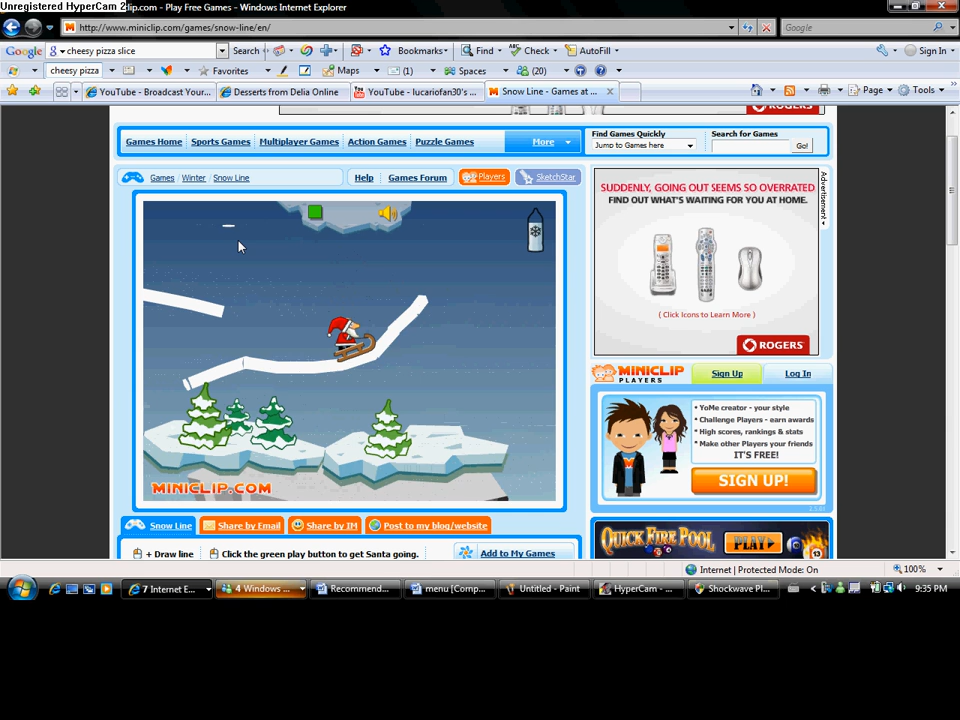 Unregistered HyperCam 2
lip.com - Play Free Games - Windows Internet Explorer
http://www.miniclip.com/games/snow-line/en/
Google
Google cheesy pizza slice Search Bookmarks Find Check AutoFill Sign In
cheesy pizza Favorites Maps (1) Spaces (20)
YouTube - Broadcast Your... Desserts from Delia Online YouTube - lucariofan30's ... Snow Line - Games at ... Page Tools
ROGERS
Games Home Sports Games Multiplayer Games Action Games Puzzle Games More
Find Games Quickly
Jump to Games here
Search for Games
Go!
Games Winter Snow Line Help Games Forum Players SketchStar
Advertisement
SUDDENLY, GOING OUT SEEMS SO OVERRATED
FIND OUT WHAT'S WAITING FOR YOU AT HOME.
( Click Icons to Learn More )
ROGERS
MINICLIP
PLAYERS
Sign Up Log In
• YoMe creator - your style
• Challenge Players - earn awards
• High scores, rankings & stats
• Make other Players your friends
IT'S FREE!
SIGN UP!
MINICLIP.COM
Snow Line Share by Email Share by IM Post to my blog/website
+ Draw line Click the green play button to get Santa going. Add to My Games
QUICK FIRE POOL PLAY 13
Internet | Protected Mode: On 100%
7 Internet E... 4 Windows ... Recommend... menu [Comp... Untitled - Paint HyperCam - ... Shockwave Pl... 9:35 PM